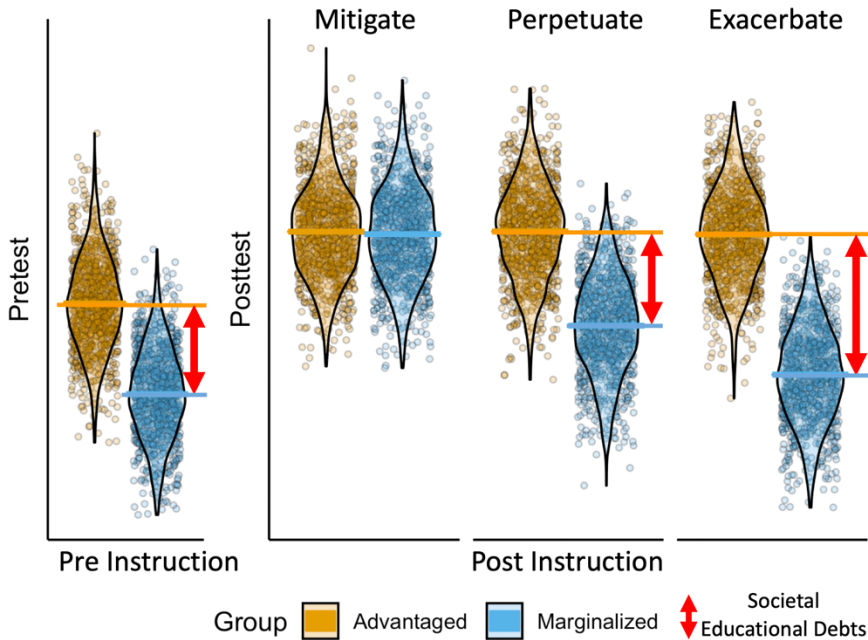 Mitigate
Perpetuate
Exacerbate
Pretest
Posttest
Pre Instruction
Post Instruction
Group
Advantaged
Marginalized
Societal
Educational Debts